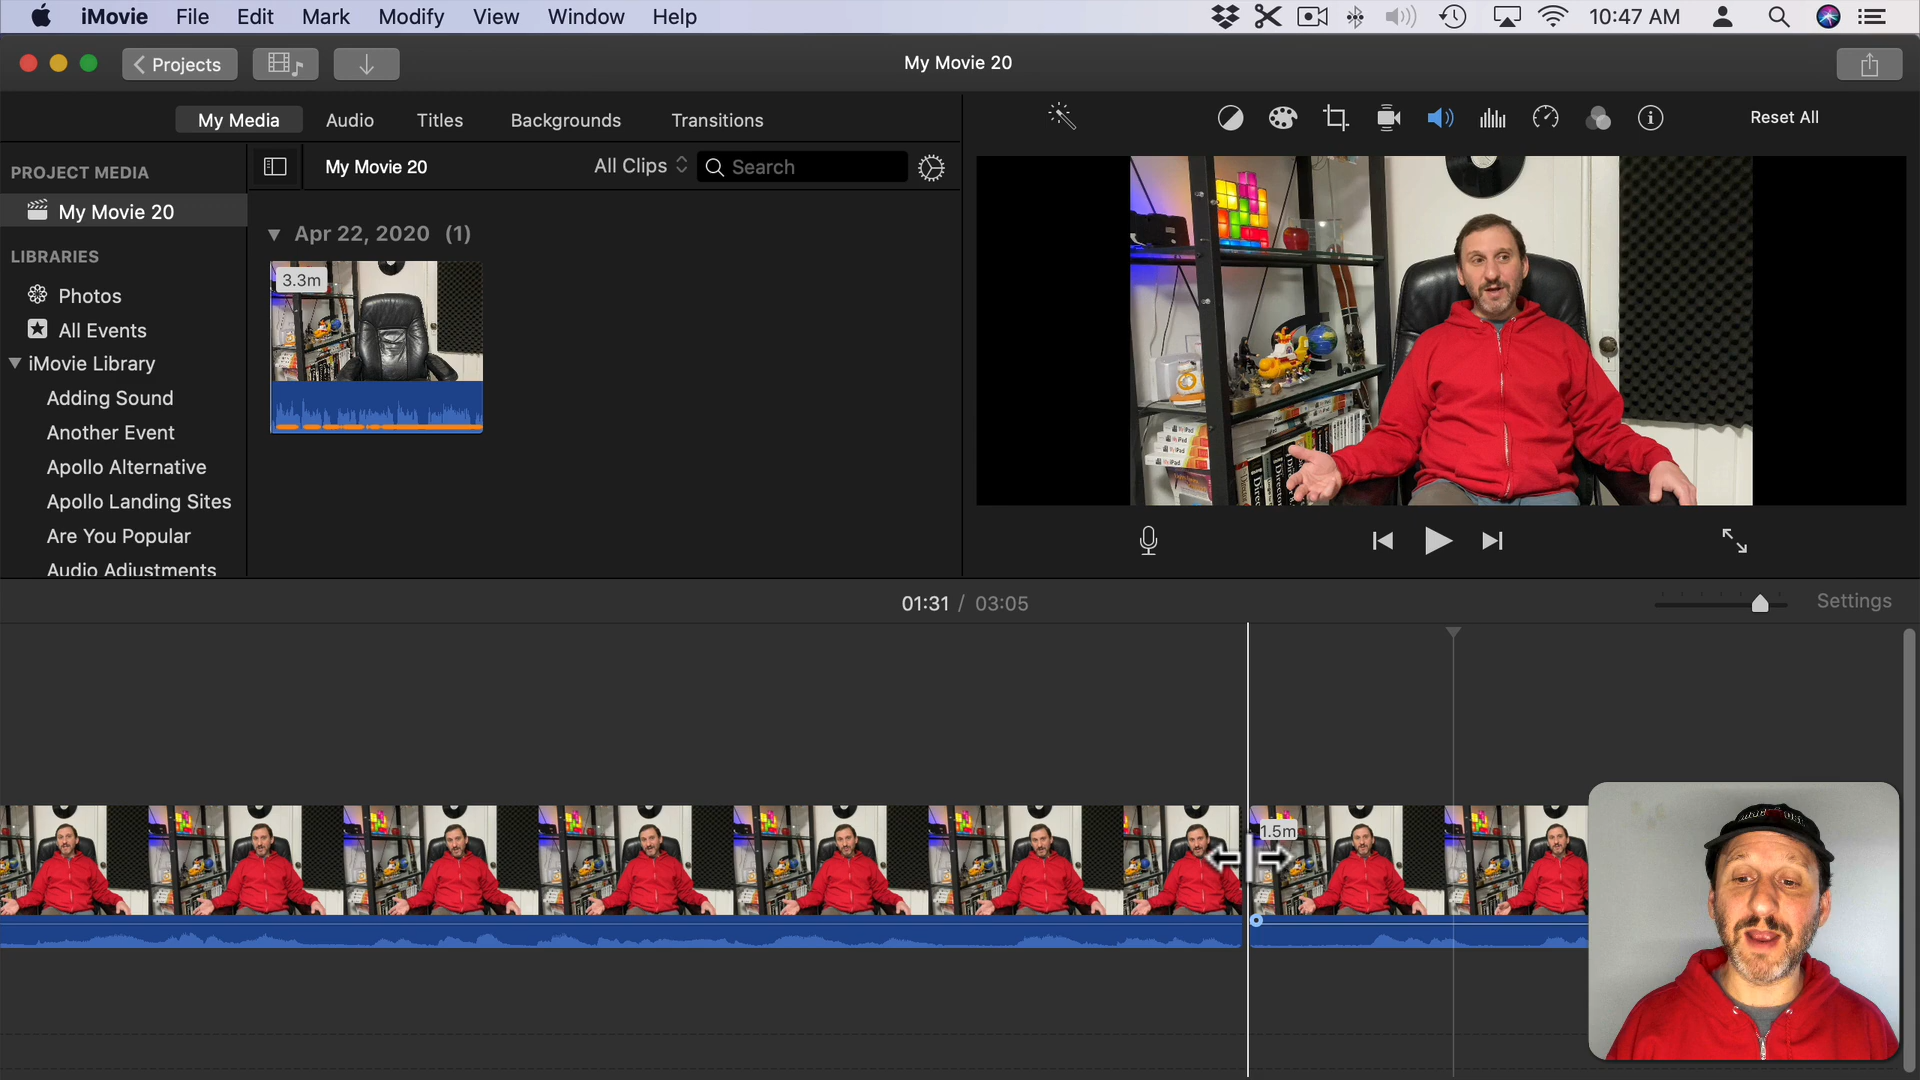 iMovie File Edit Mark Modify View Window Help 10:47 AM
Projects My Movie 20
My Media Audio Titles Backgrounds Transitions Reset All
PROJECT MEDIA My Movie 20 All Clips Search
My Movie 20
Apr 22, 2020 (1)
LIBRARIES
3.3m
Photos
All Events
iMovie Library
Adding Sound
Another Event
Apollo Alternative
Apollo Landing Sites
Are You Popular
Audio Adjustments
01:31 / 03:05 Settings
1.5m